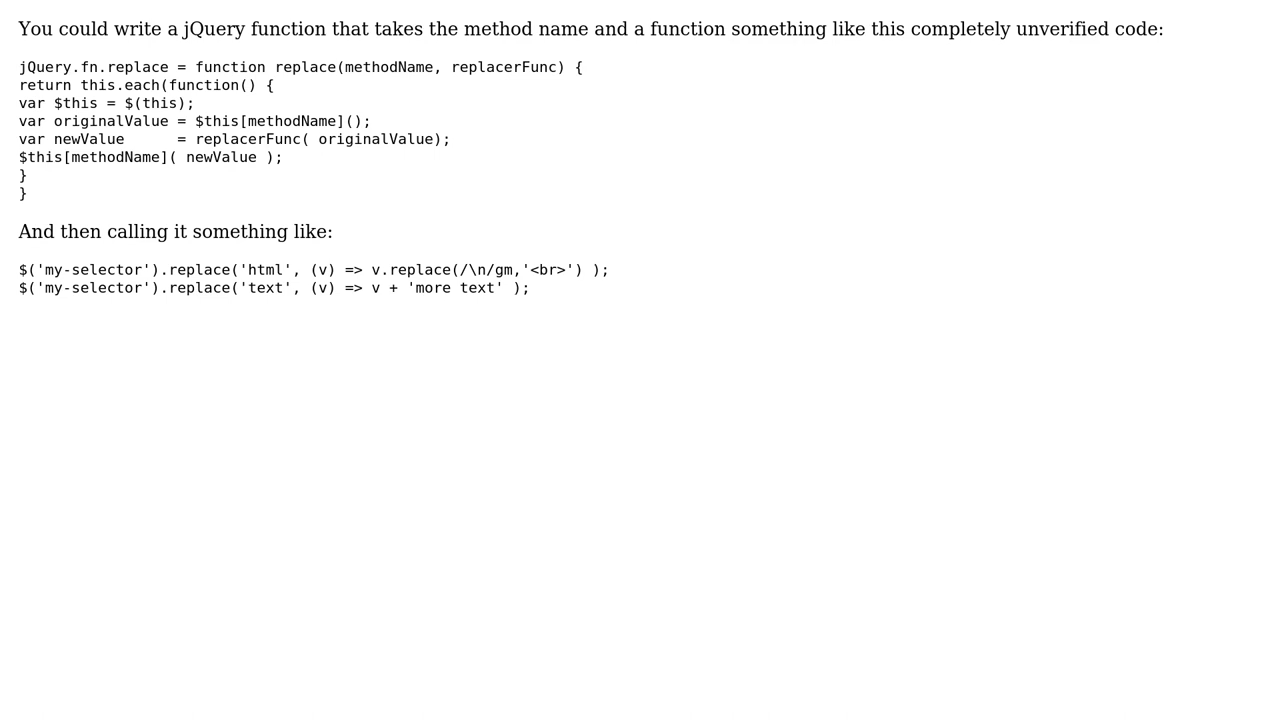 You could write a jQuery function that takes the method name and a function something like this completely unverified code:
jQuery.fn.replace = function replace(methodName, replacerFunc) {
return this.each(function() {
var $this = $(this);
var originalValue = $this[methodName]();
var newValue      = replacerFunc( originalValue);
$this[methodName]( newValue );
}
}
And then calling it something like:
$('my-selector').replace('html', (v) => v.replace(/\n/gm,'<br>') );
$('my-selector').replace('text', (v) => v + 'more text' );